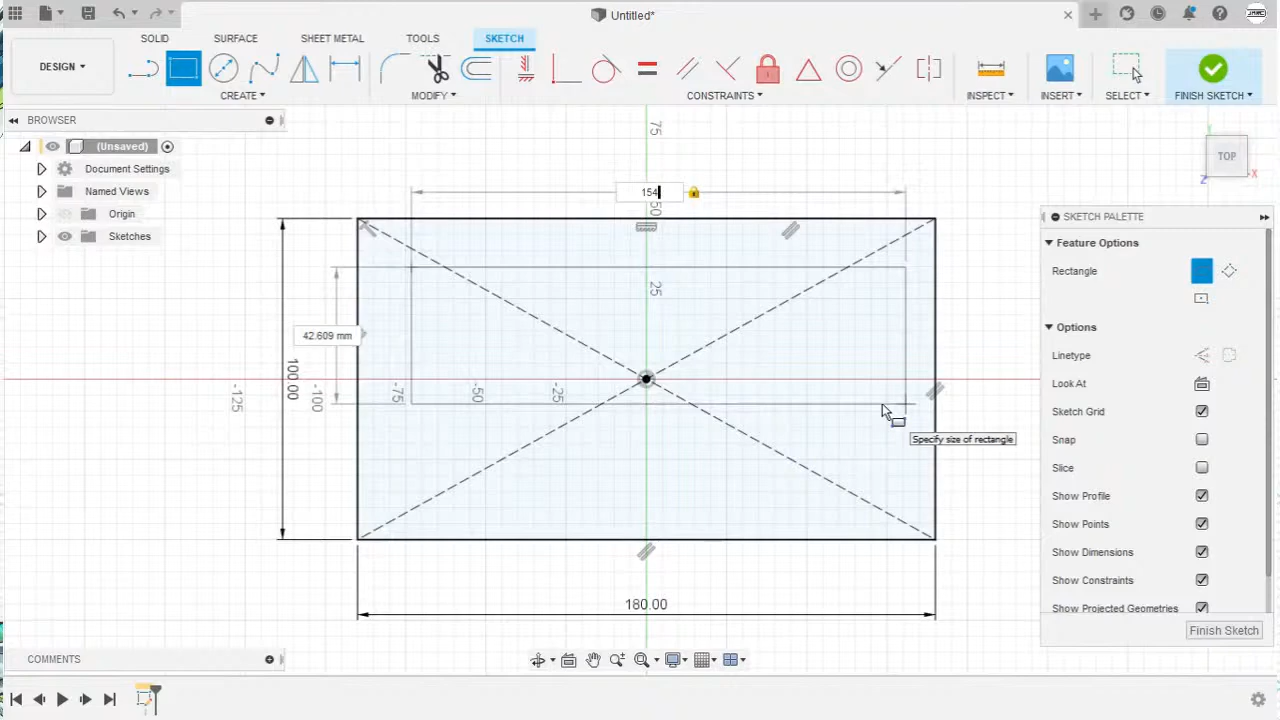 Untitled*
DESIGN
SOLID
SURFACE
SHEET METAL
TOOLS
SKETCH
CREATE
MODIFY
CONSTRAINTS
INSPECT
INSERT
SELECT
FINISH SKETCH
BROWSER
(Unsaved)
Document Settings
Named Views
Origin
Sketches
TOP
Y
X
Z
75
154
50
25
42.609 mm
100.00
-125
-100
-75
-50
-25
180.00
Specify size of rectangle
SKETCH PALETTE
Feature Options
Rectangle
Options
Linetype
Look At
Sketch Grid
Snap
Slice
Show Profile
Show Points
Show Dimensions
Show Constraints
Show Projected Geometries
Finish Sketch
COMMENTS